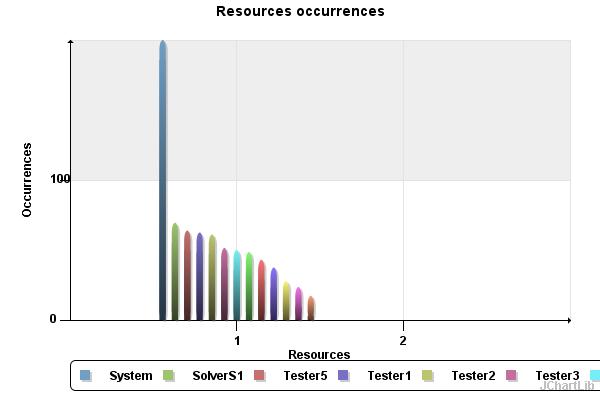 Resources occurrences
Occurrences
100
0
1
2
Resources
System SolverS1 Tester5 Tester1 Tester2 Tester3
JChartLib